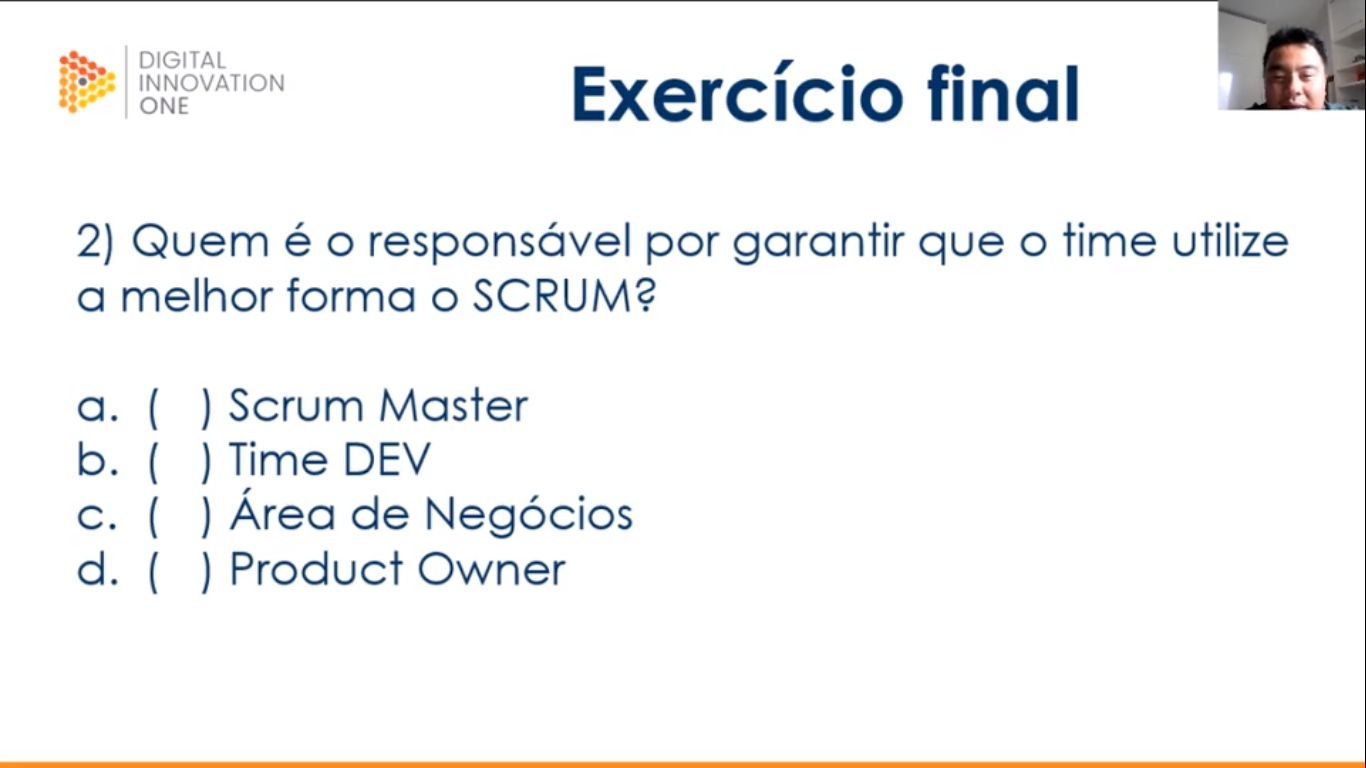 DIGITAL
INNOVATION
ONE
Exercício final
2) Quem é o responsável por garantir que o time utilize
a melhor forma o SCRUM?
a. ( ) Scrum Master
b. ( ) Time DEV
c. ( ) Área de Negócios
d. ( ) Product Owner